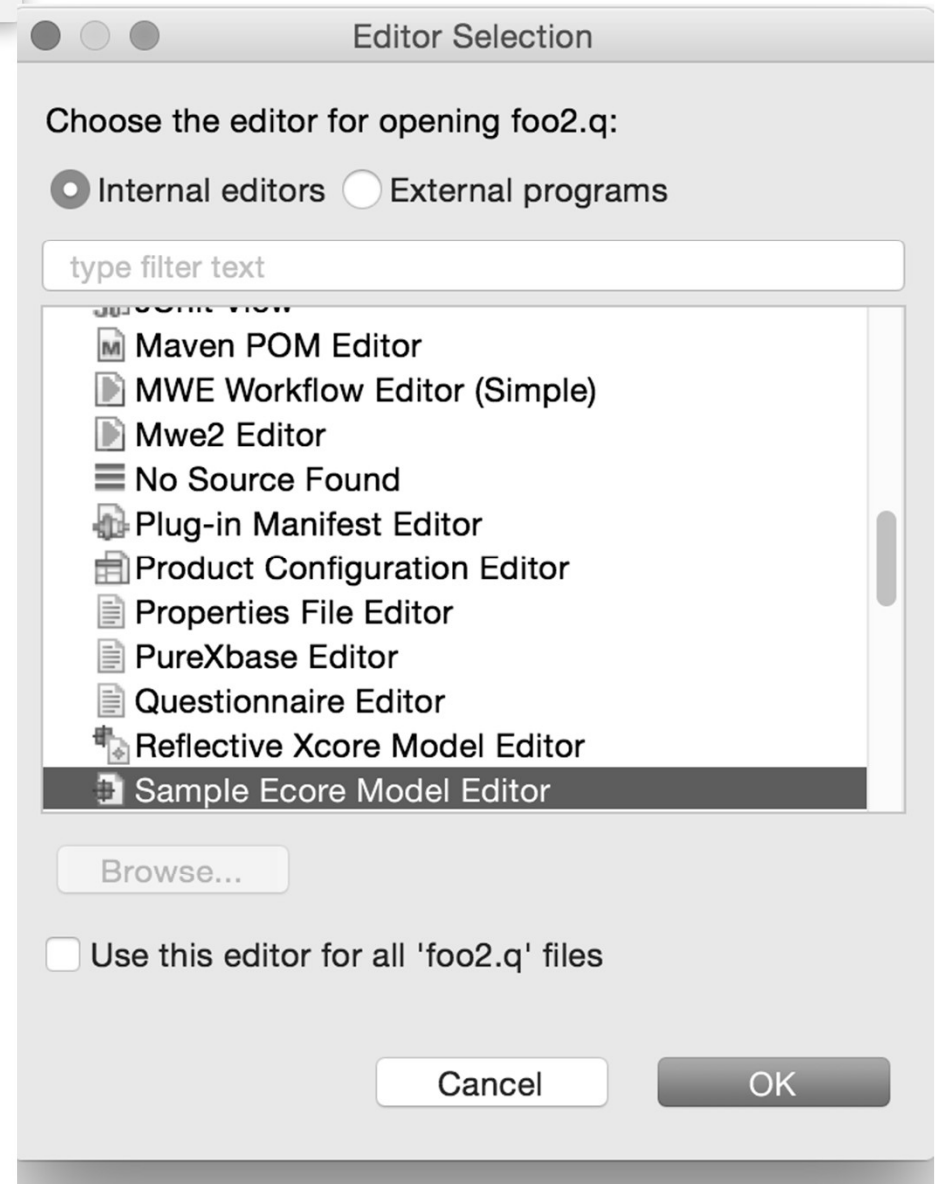 Editor Selection
Choose the editor for opening foo2.q:
Internal editors External programs
type filter text
JUnit View
Maven POM Editor
MWE Workflow Editor (Simple)
Mwe2 Editor
No Source Found
Plug-in Manifest Editor
Product Configuration Editor
Properties File Editor
PureXbase Editor
Questionnaire Editor
Reflective Xcore Model Editor
Sample Ecore Model Editor
Browse...
Use this editor for all 'foo2.q' files
Cancel OK